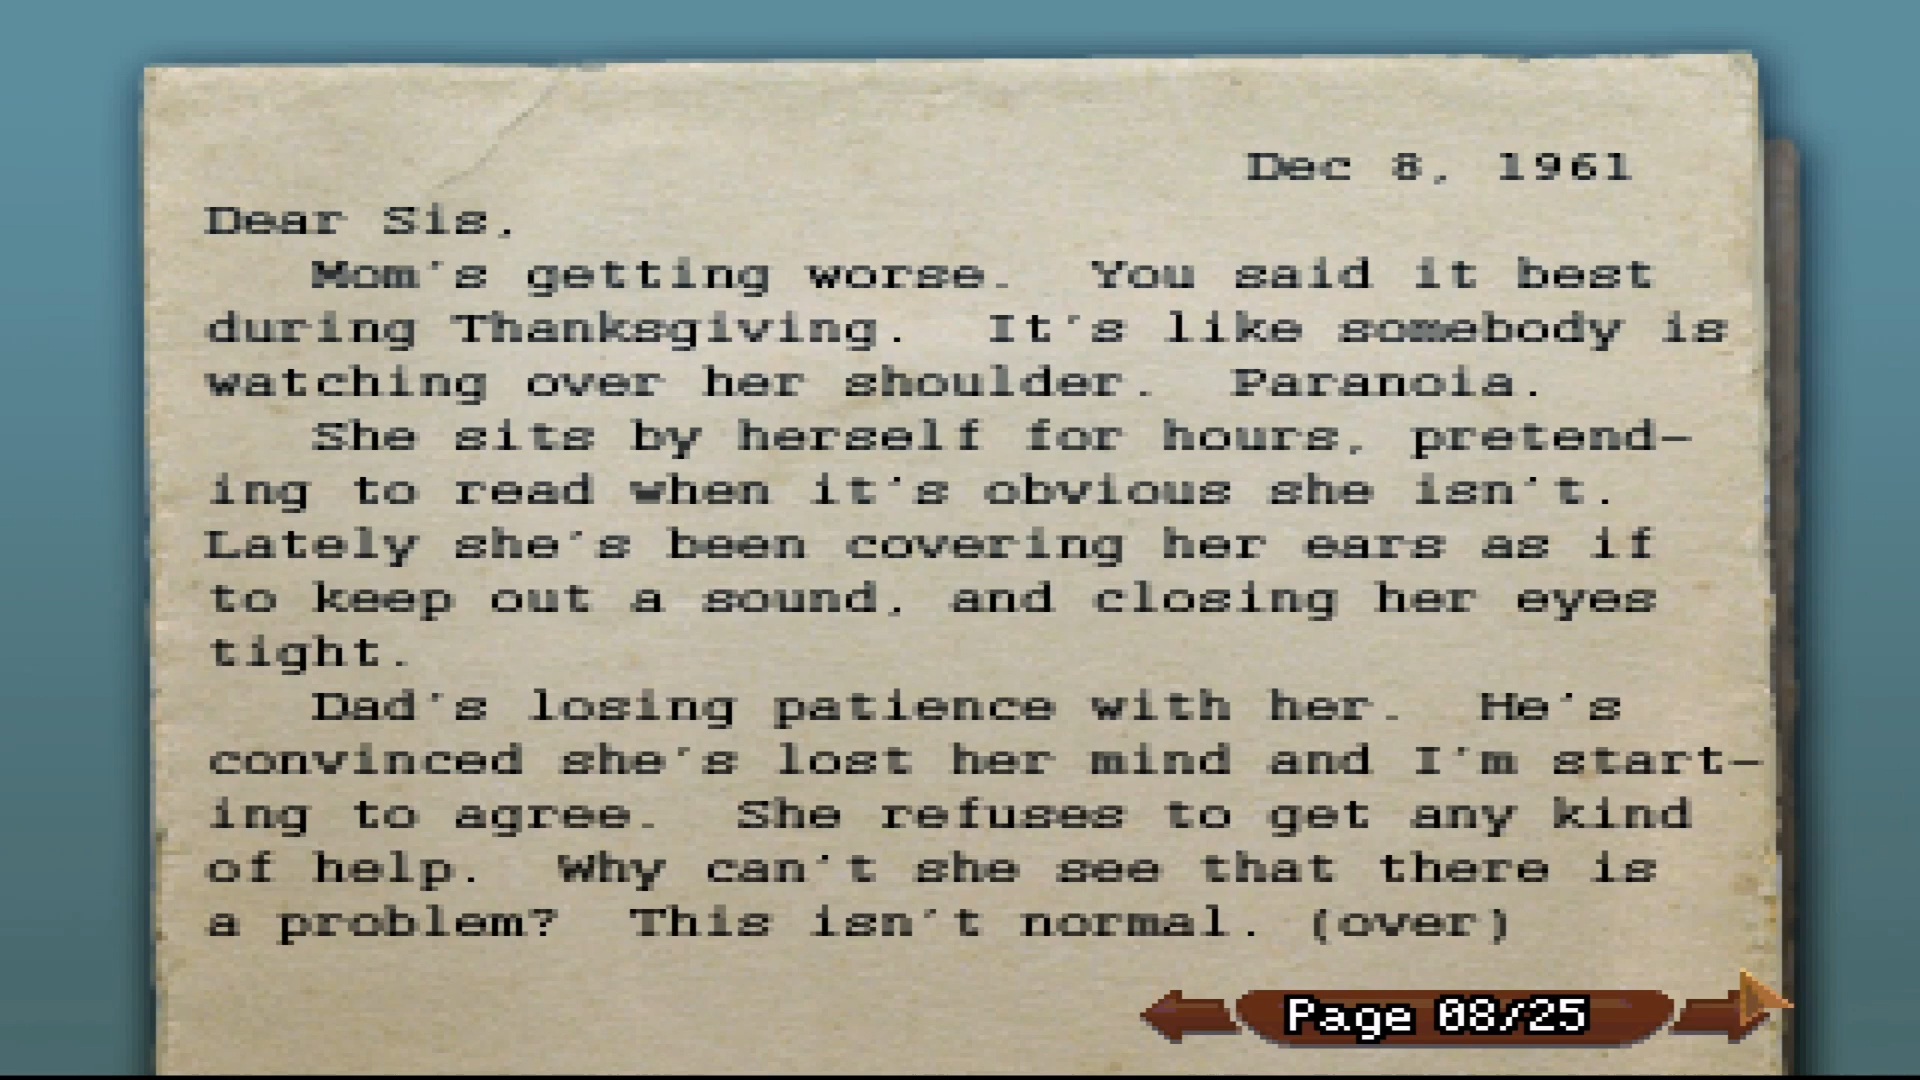 Dec 8, 1961
Dear Sis,
Mom's getting worse. You said it best
during Thanksgiving. It's like somebody is
watching over her shoulder. Paranoia.
She sits by herself for hours, pretend-
ing to read when it's obvious she isn't.
Lately she's been covering her ears as if
to keep out a sound, and closing her eyes
tight.
Dad's losing patience with her. He's
convinced she's lost her mind and I'm start-
ing to agree. She refuses to get any kind
of help. Why can't she see that there is
a problem? This isn't normal. (over)
Page 08/25